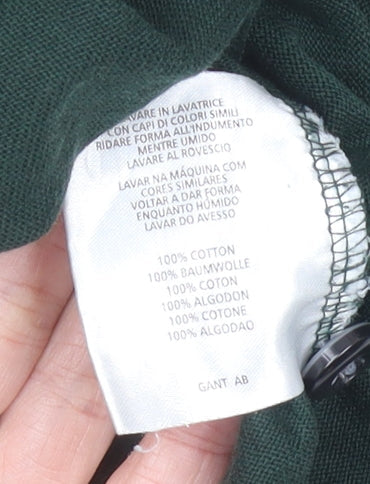 LAVARE IN LAVATRICE
CON CAPI DI COLORI SIMILI
RIDARE FORMA ALL'INDUMENTO
MENTRE UMIDO
LAVARE AL ROVESCIO
LAVAR NA MÁQUINA COM
CORES SIMILARES
VOLTAR A DAR FORMA
ENQUANTO HÚMIDO
LAVAR DO AVESSO
100% COTTON
100% BAUMWOLLE
100% COTON
100% ALGODON
100% COTONE
100% ALGODAO
GANT AB